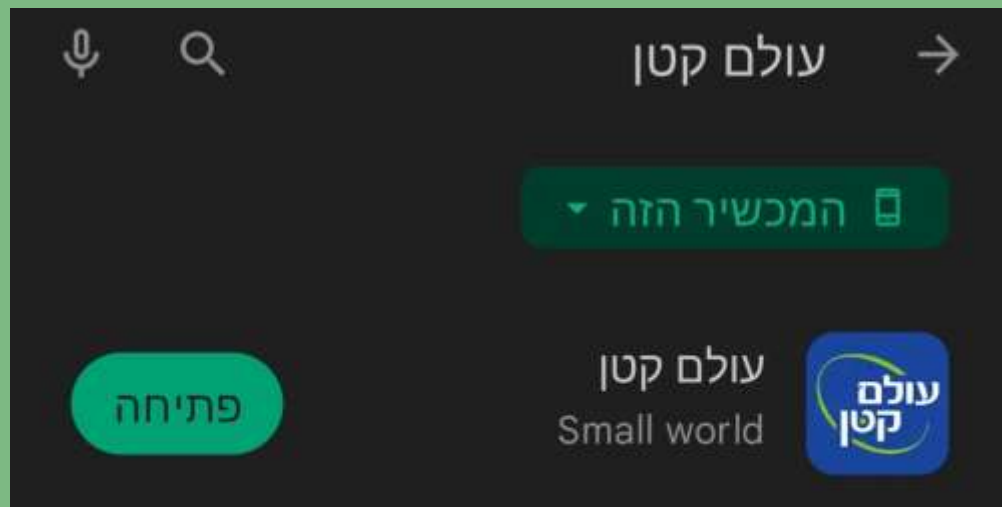 עולם קטן
המכשיר הזה
עולם קטן
Small world
פתיחה
עולם
קטן